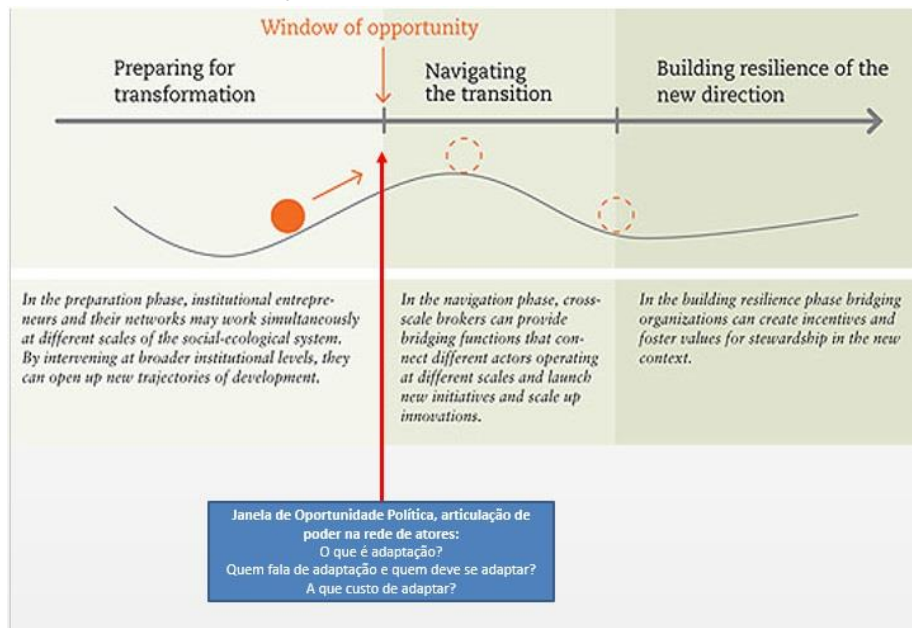 Window of opportunity
Preparing for
transformation
Navigating
the transition
Building resilience of the
new direction
In the preparation phase, institutional entrepre-
neurs and their networks may work simultaneously
at different scales of the social-ecological system.
By intervening at broader institutional levels, they
can open up new trajectories of development.
In the navigation phase, cross-
scale brokers can provide
bridging functions that con-
nect different actors operating
at different scales and launch
new initiatives and scale up
innovations.
In the building resilience phase bridging
organizations can create incentives and
foster values for stewardship in the new
context.
Janela de Oportunidade Política, articulação de
poder na rede de atores:
O que é adaptação?
Quem fala de adaptação e quem deve se adaptar?
A que custo de adaptar?